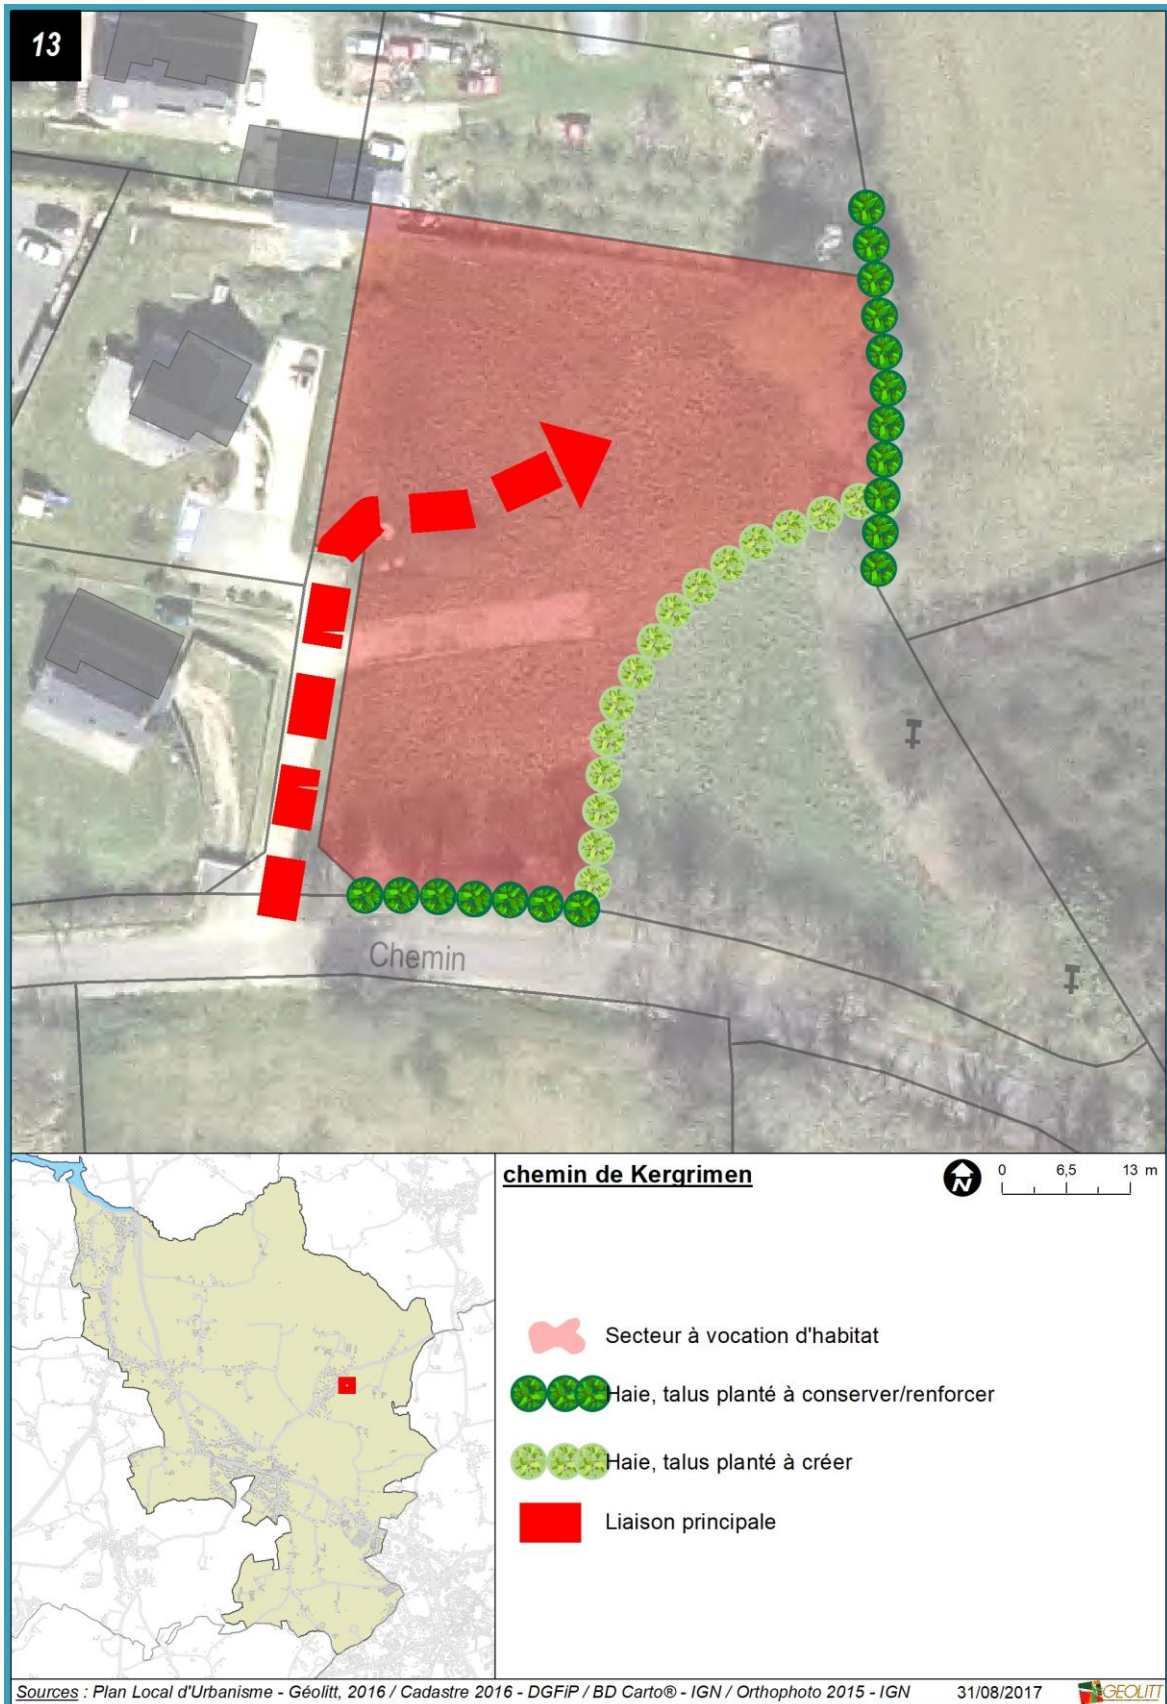 13
Chemin
chemin de Kergrimen
N
0 6,5 13 m
Secteur à vocation d'habitat
Haie, talus planté à conserver/renforcer
Haie, talus planté à créer
Liaison principale
Sources : Plan Local d'Urbanisme - Géolitt, 2016 / Cadastre 2016 - DGFiP / BD Carto® - IGN / Orthophoto 2015 - IGN 31/08/2017 GEOLITT